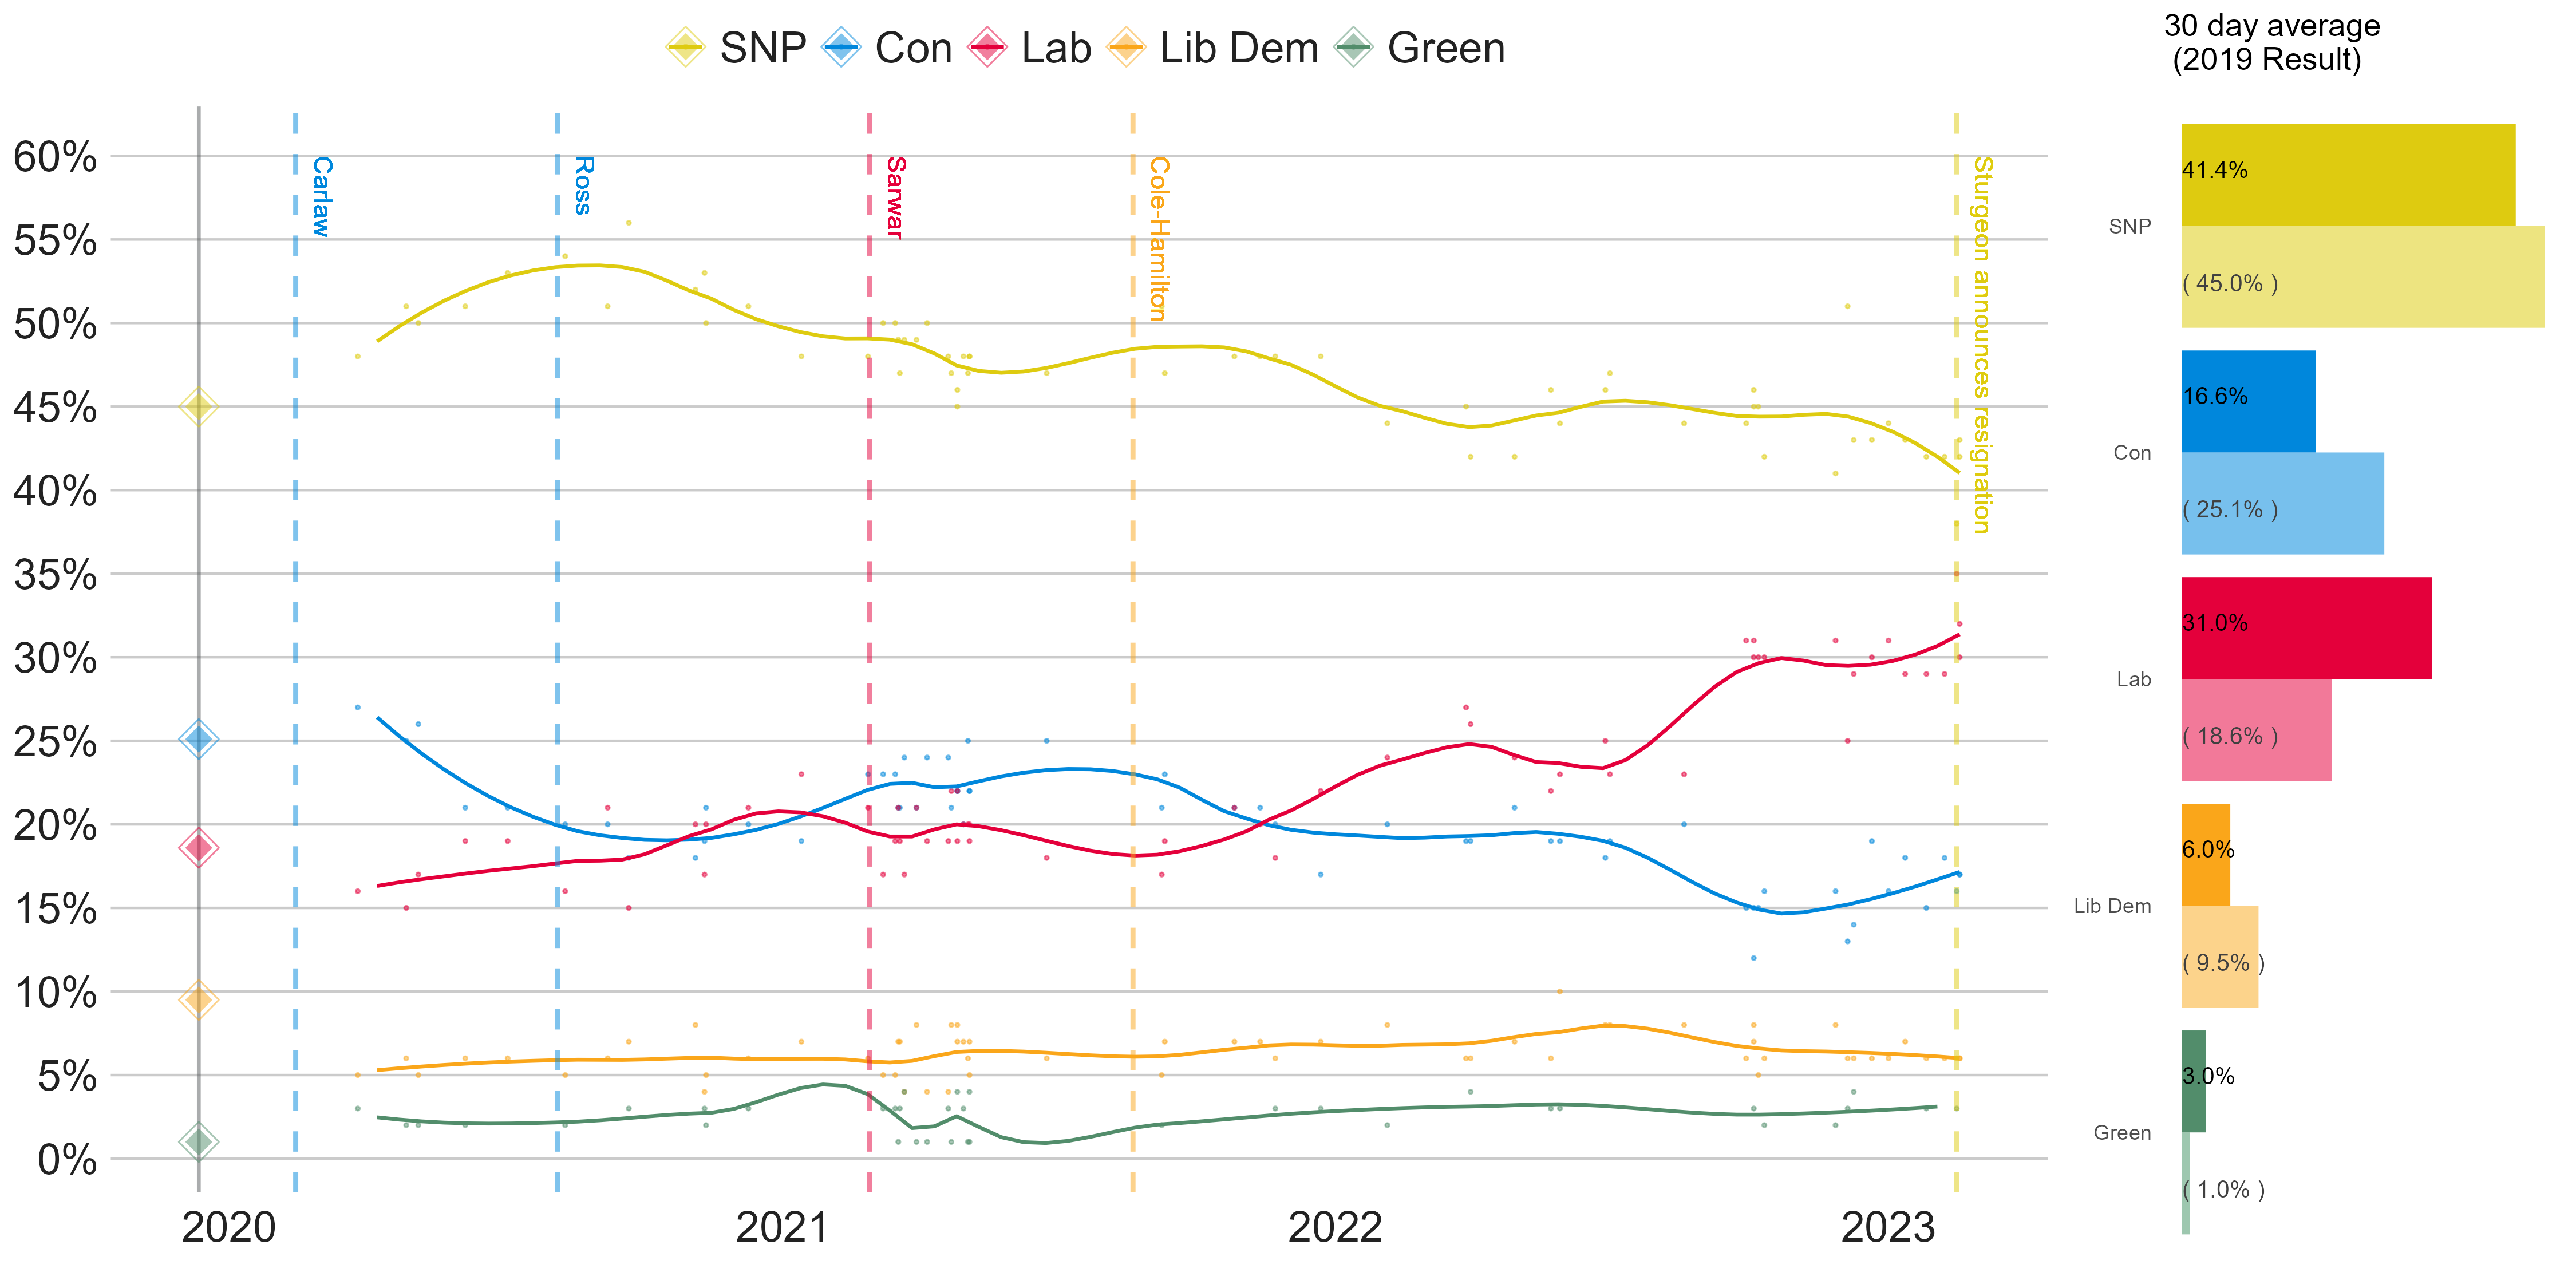 SNP Con Lab Lib Dem Green
30 day average
(2019 Result)
60%
55%
50%
45%
40%
35%
30%
25%
20%
15%
10%
5%
0%
Carlaw
Ross
Sarwar
Cole-Hamilton
Sturgeon announces resignation
2020 2021 2022 2023
SNP
41.4%
( 45.0% )
Con
16.6%
( 25.1% )
Lab
31.0%
( 18.6% )
Lib Dem
6.0%
( 9.5% )
Green
3.0%
( 1.0% )